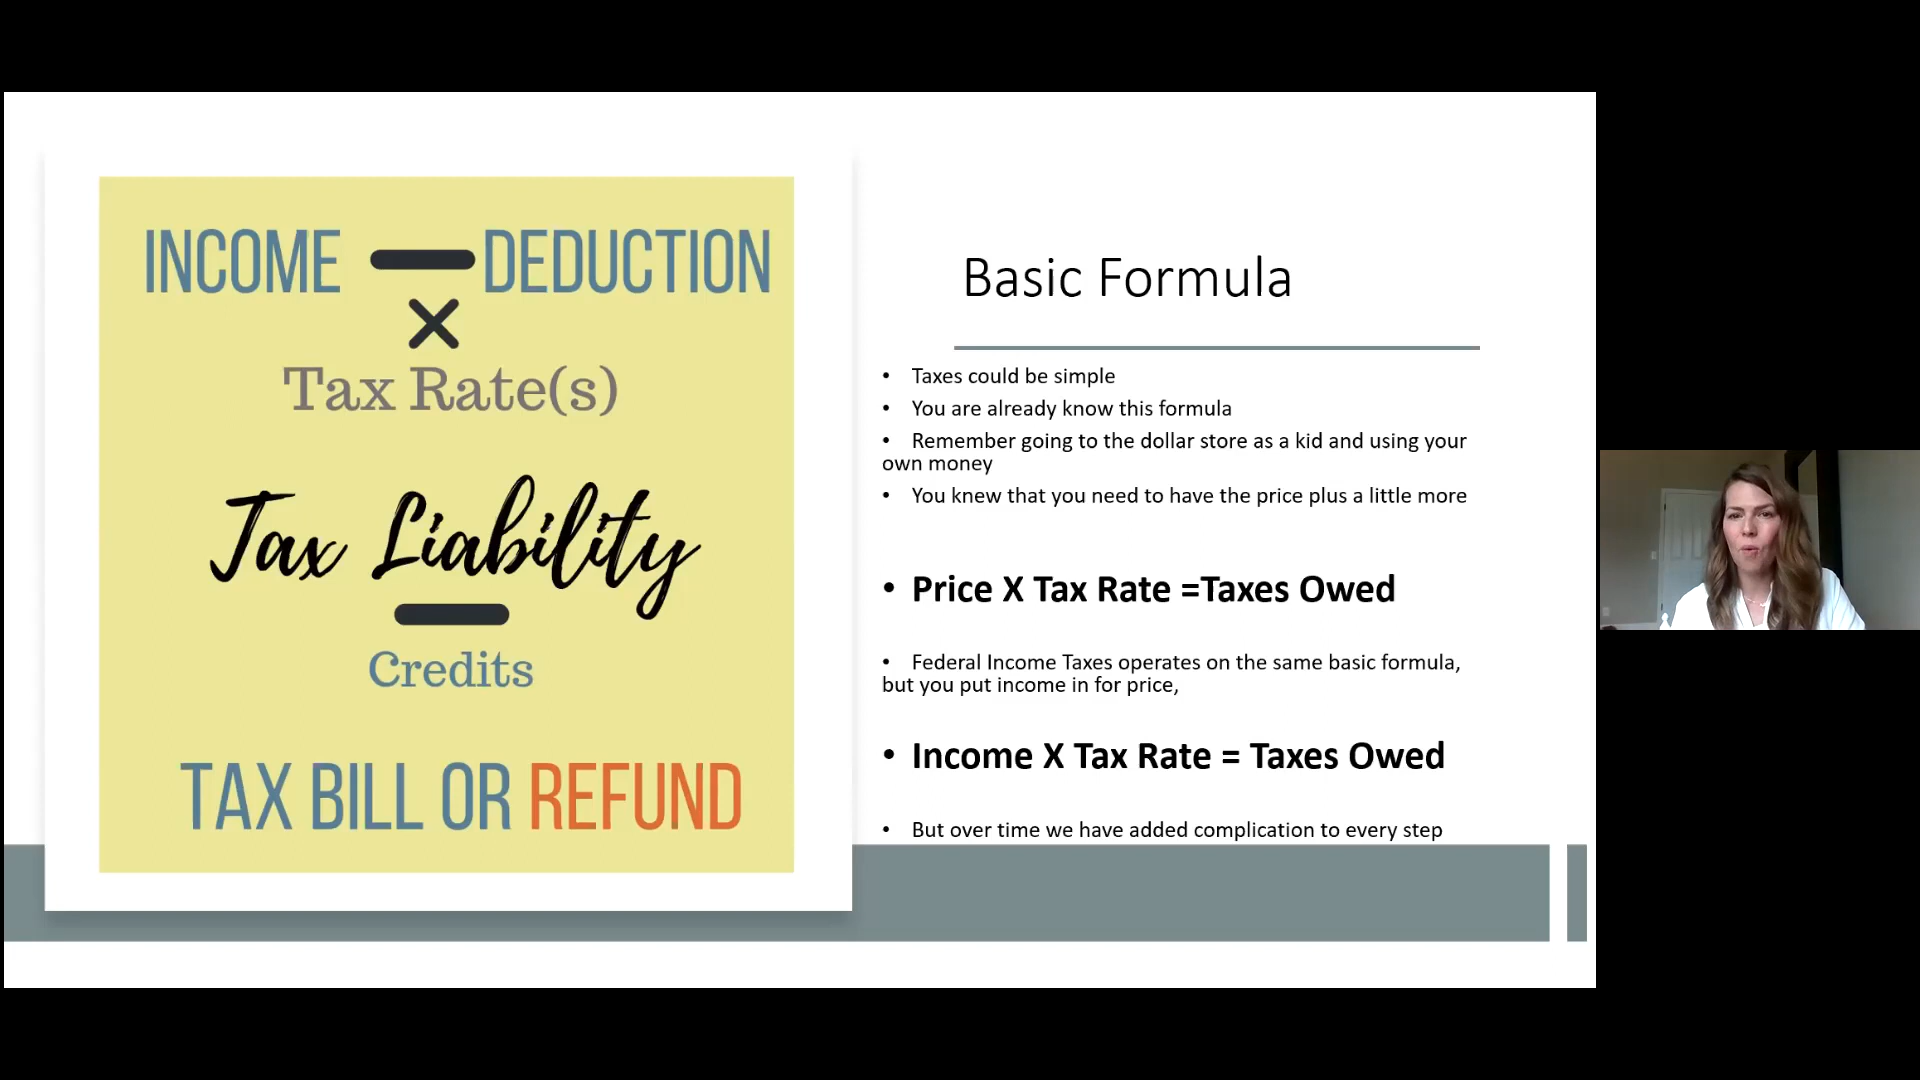 INCOME — DEDUCTION
×
Tax Rate(s)
Tax Liability
—
Credits
TAX BILL OR REFUND
Basic Formula
• Taxes could be simple
• You are already know this formula
• Remember going to the dollar store as a kid and using your
own money
• You knew that you need to have the price plus a little more
• Price X Tax Rate =Taxes Owed
• Federal Income Taxes operates on the same basic formula,
but you put income in for price,
• Income X Tax Rate = Taxes Owed
• But over time we have added complication to every step